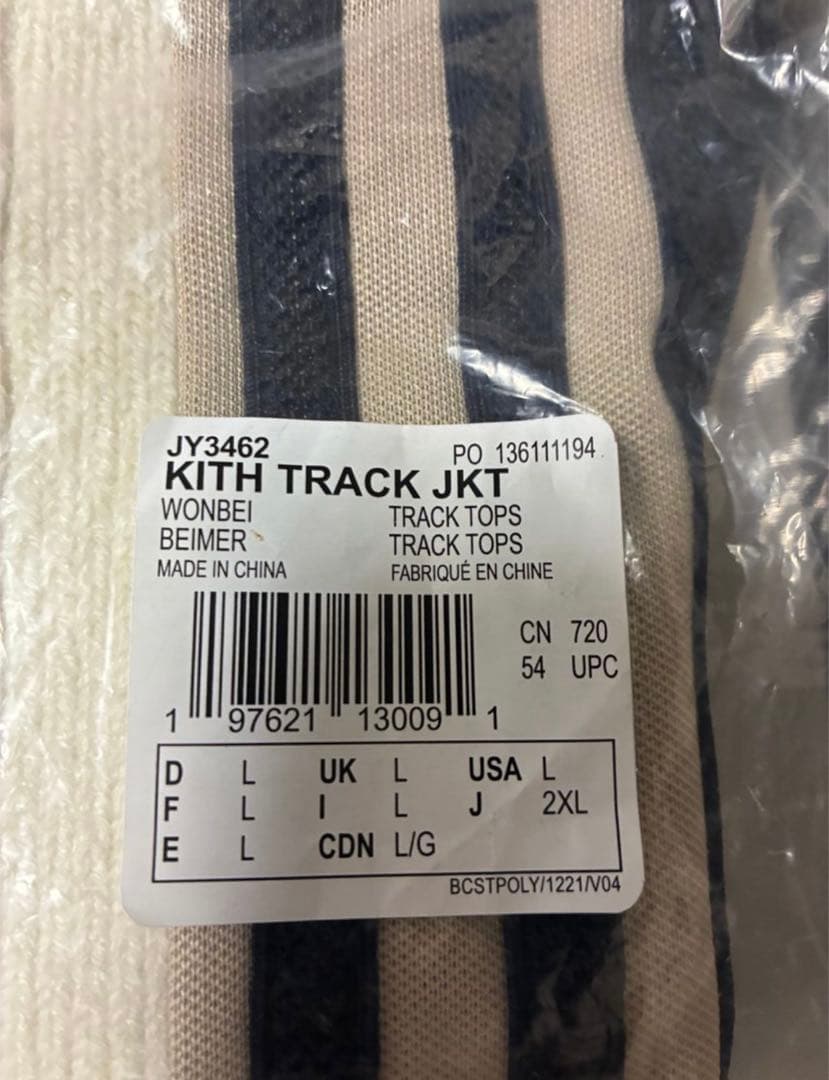 JY3462 PO 136111194
KITH TRACK JKT
WONBEI TRACK TOPS
BEIMER TRACK TOPS
MADE IN CHINA FABRIQUÉ EN CHINE
CN 720
54 UPC
1 97621 13009 1
D L UK L USA L
F L I L J 2XL
E L CDN L/G
BCSTPOLY/1221/V04